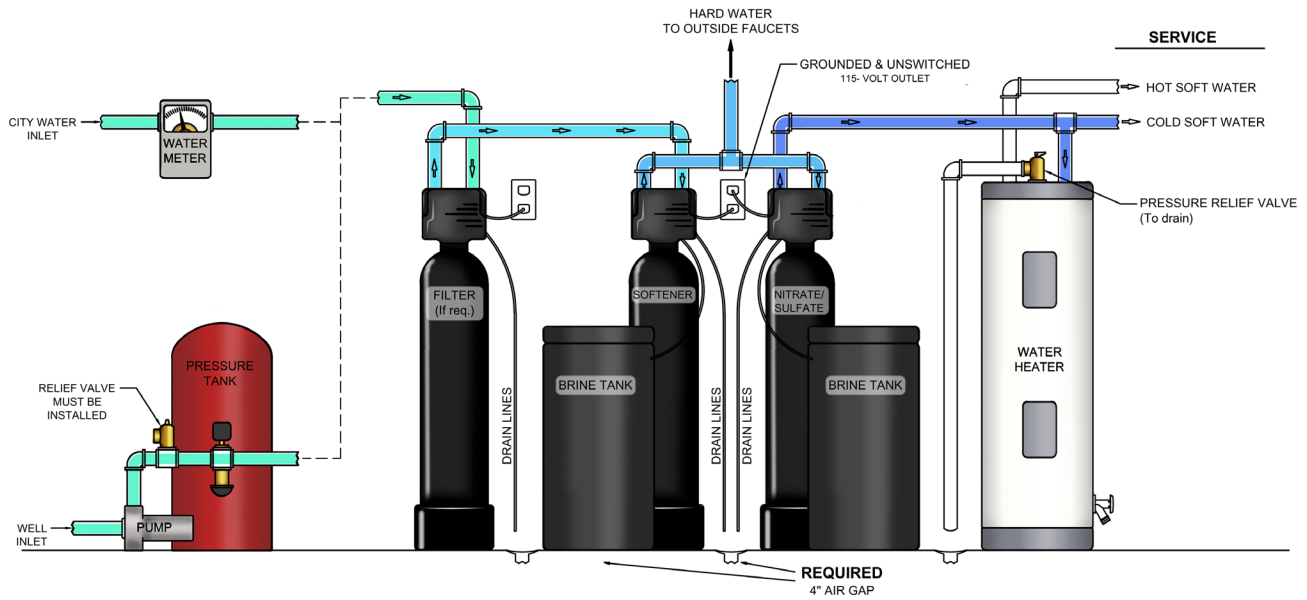 HARD WATER
TO OUTSIDE FAUCETS
SERVICE
GROUNDED & UNSWITCHED
115- VOLT OUTLET
HOT SOFT WATER
CITY WATER
INLET
WATER
METER
COLD SOFT WATER
PRESSURE RELIEF VALVE
(To drain)
FILTER
(If req.)
SOFTENER
NITRATE/
SULFATE
PRESSURE
TANK
WATER
HEATER
RELIEF VALVE
MUST BE
INSTALLED
BRINE TANK
BRINE TANK
DRAIN LINES
DRAIN LINES
DRAIN LINES
WELL
INLET
PUMP
REQUIRED
4" AIR GAP